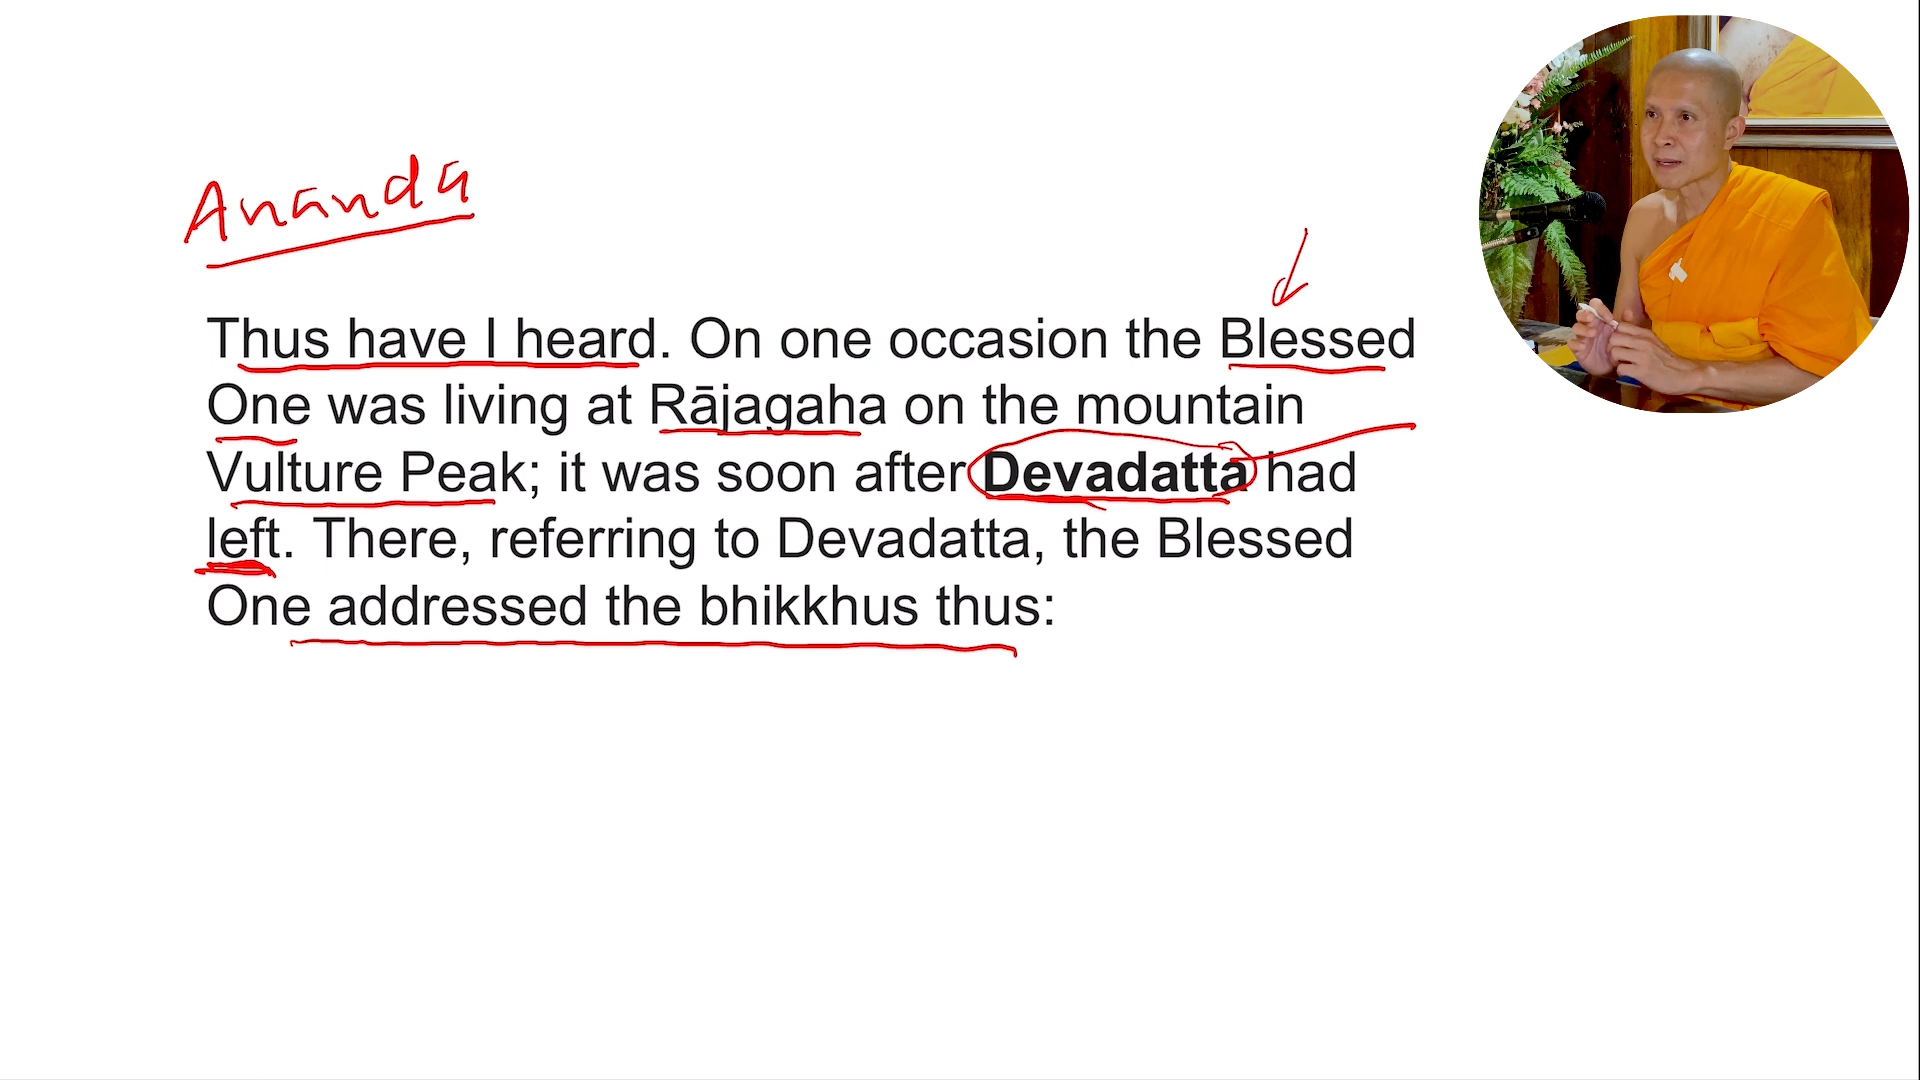 Ananda
Thus have I heard. On one occasion the Blessed
One was living at Rājagaha on the mountain
Vulture Peak; it was soon after Devadatta had
left. There, referring to Devadatta, the Blessed
One addressed the bhikkhus thus: